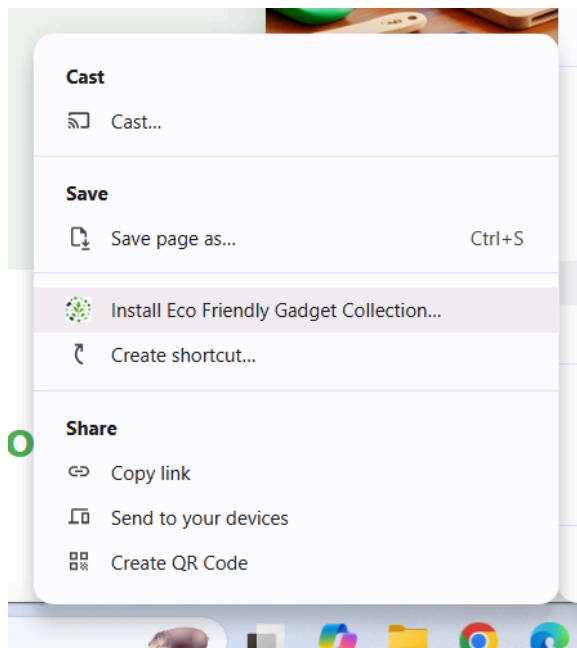 Cast
Cast...
Save
Save page as... Ctrl+S
Install Eco Friendly Gadget Collection...
Create shortcut...
Share
o
Copy link
Send to your devices
Create QR Code